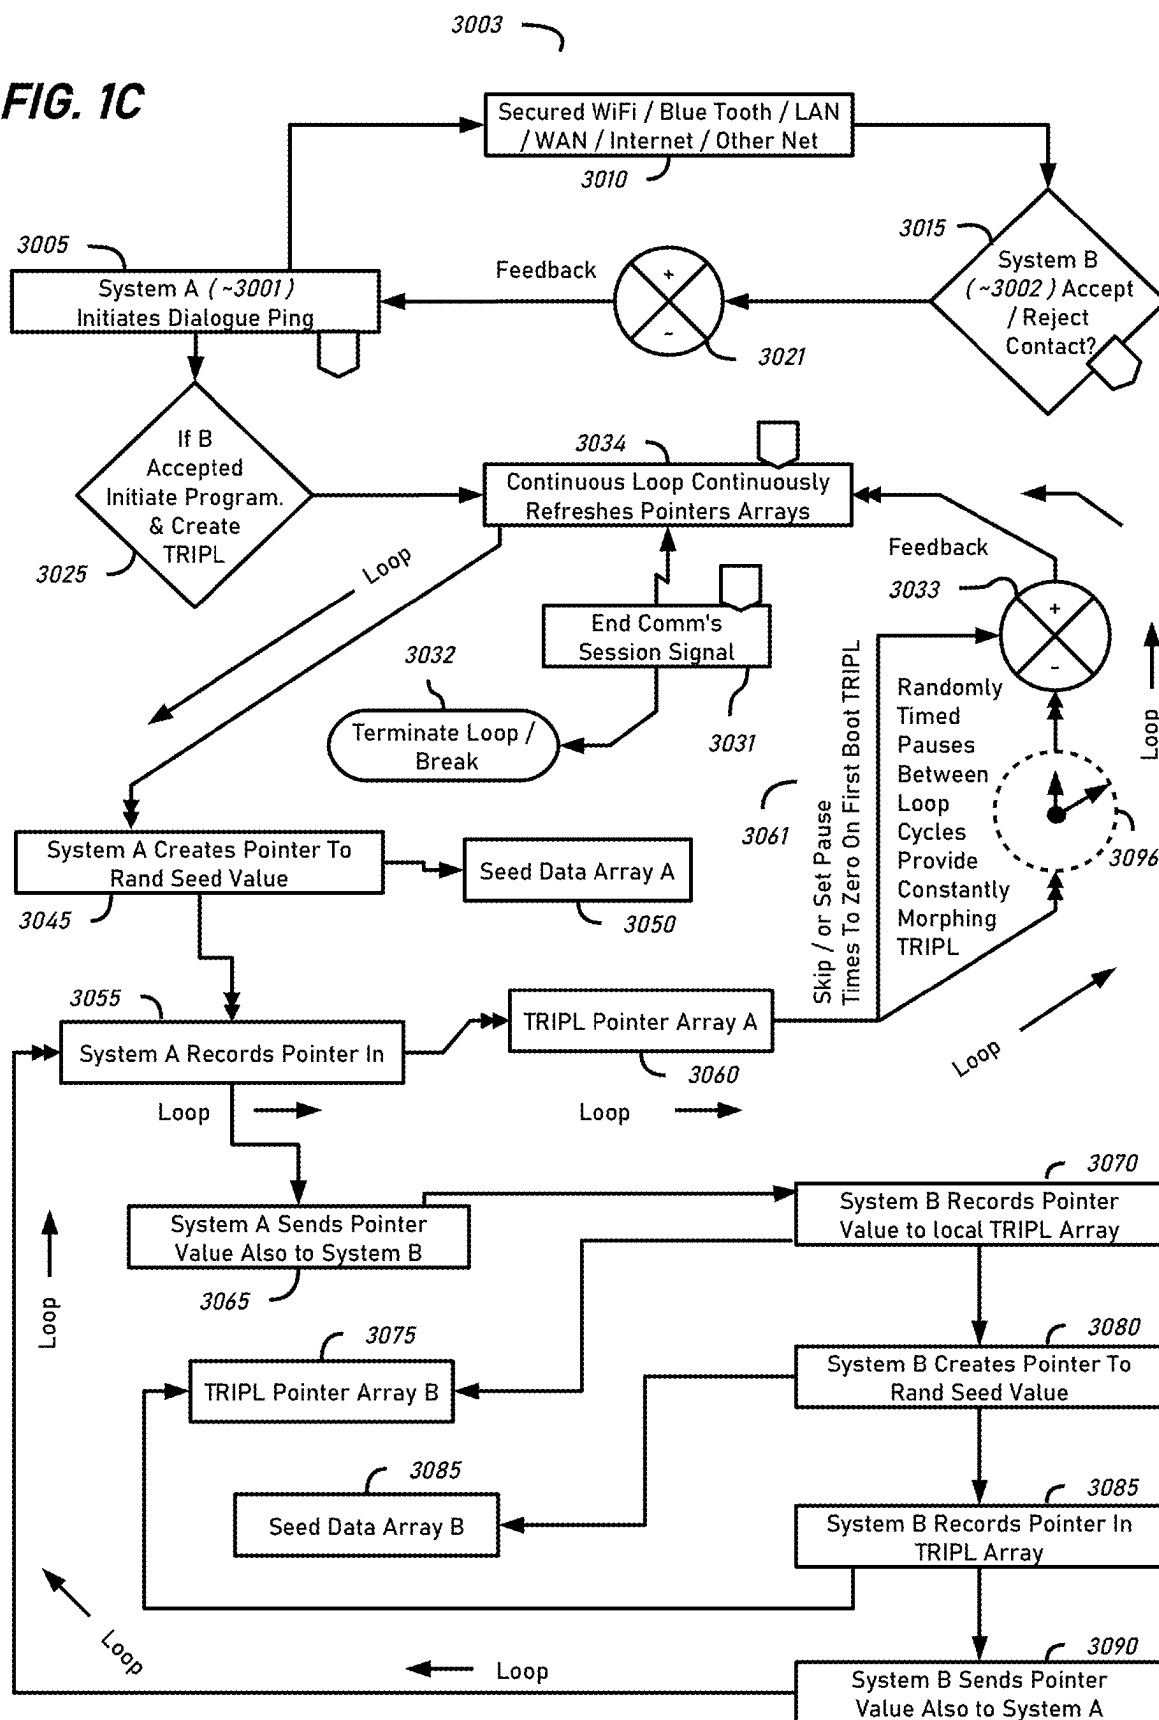 3003
FIG. 1C
Secured WiFi / Blue Tooth / LAN
/ WAN / Internet / Other Net
3010
3005
System A (~3001)
Initiates Dialogue Ping
Feedback
+
-
3021
3015
System B
(~3002) Accept
/ Reject
Contact?
If B
Accepted
Initiate Program.
& Create
TRIPL
3025
3034
Continuous Loop Continuously
Refreshes Pointers Arrays
Feedback
3033
+
-
Loop
End Comm's
Session Signal
3031
3032
Terminate Loop /
Break
3061
Skip / or Set Pause
Times To Zero On First Boot TRIPL
Randomly
Timed
Pauses
Between
Loop
Cycles
Provide
Constantly
Morphing
TRIPL
3096
Loop
Loop
System A Creates Pointer To
Rand Seed Value
3045
Seed Data Array A
3050
3055
System A Records Pointer In
TRIPL Pointer Array A
3060
Loop
Loop
System A Sends Pointer
Value Also to System B
3065
3070
System B Records Pointer
Value to local TRIPL Array
Loop
3075
TRIPL Pointer Array B
3080
System B Creates Pointer To
Rand Seed Value
3085
Seed Data Array B
3085
System B Records Pointer In
TRIPL Array
Loop
Loop
3090
System B Sends Pointer
Value Also to System A